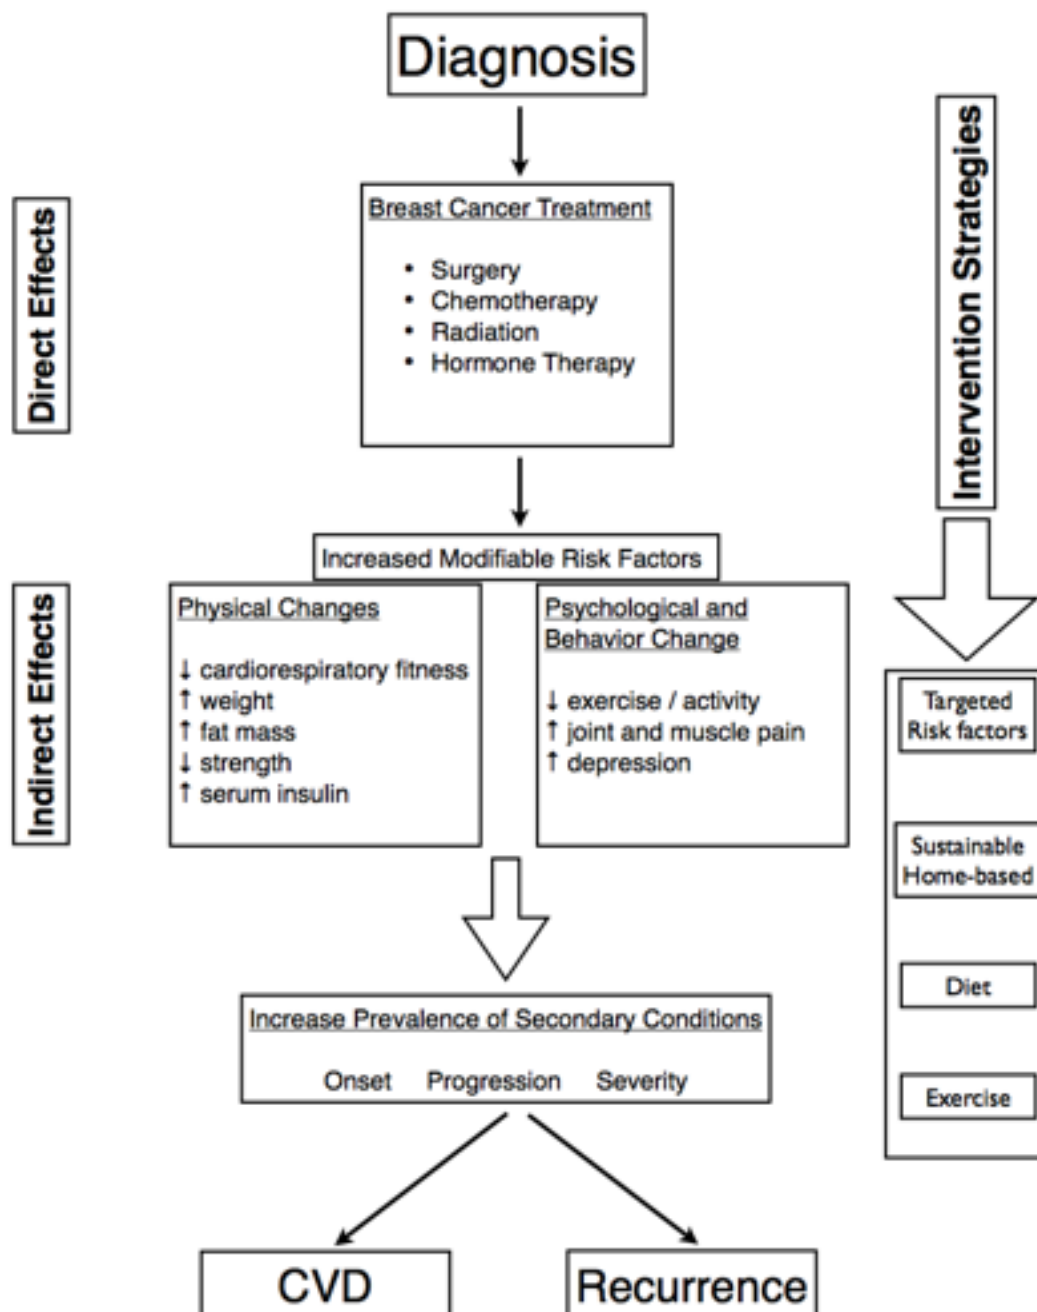 Diagnosis
Direct Effects
Breast Cancer Treatment
• Surgery
• Chemotherapy
• Radiation
• Hormone Therapy
Intervention Strategies
Indirect Effects
Increased Modifiable Risk Factors
Physical Changes
↓ cardiorespiratory fitness
↑ weight
↑ fat mass
↓ strength
↑ serum insulin
Psychological and
Behavior Change
↓ exercise / activity
↑ joint and muscle pain
↑ depression
Targeted
Risk factors
Sustainable
Home-based
Diet
Exercise
Increase Prevalence of Secondary Conditions
Onset Progression Severity
CVD
Recurrence